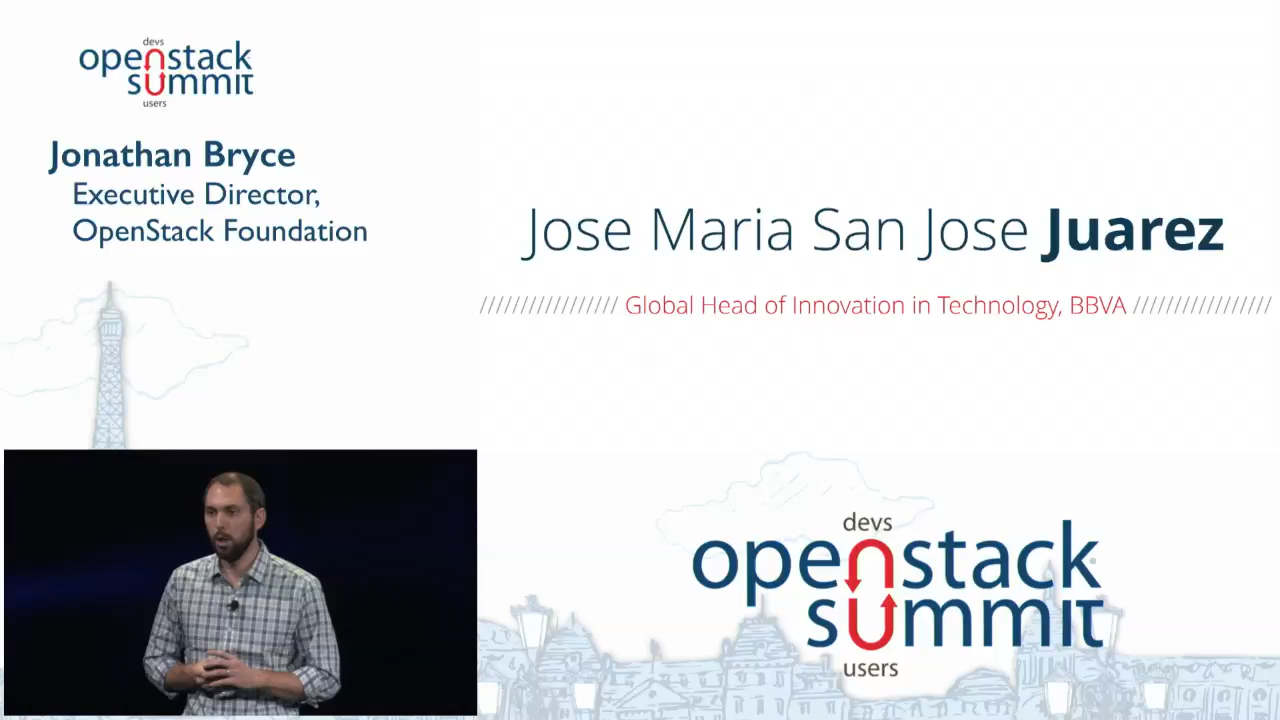 devs
openstack
summit
users
Jonathan Bryce
Executive Director,
OpenStack Foundation
Jose Maria San Jose Juarez
//////////////// Global Head of Innovation in Technology, BBVA ////////////////
devs
openstack
summit
users